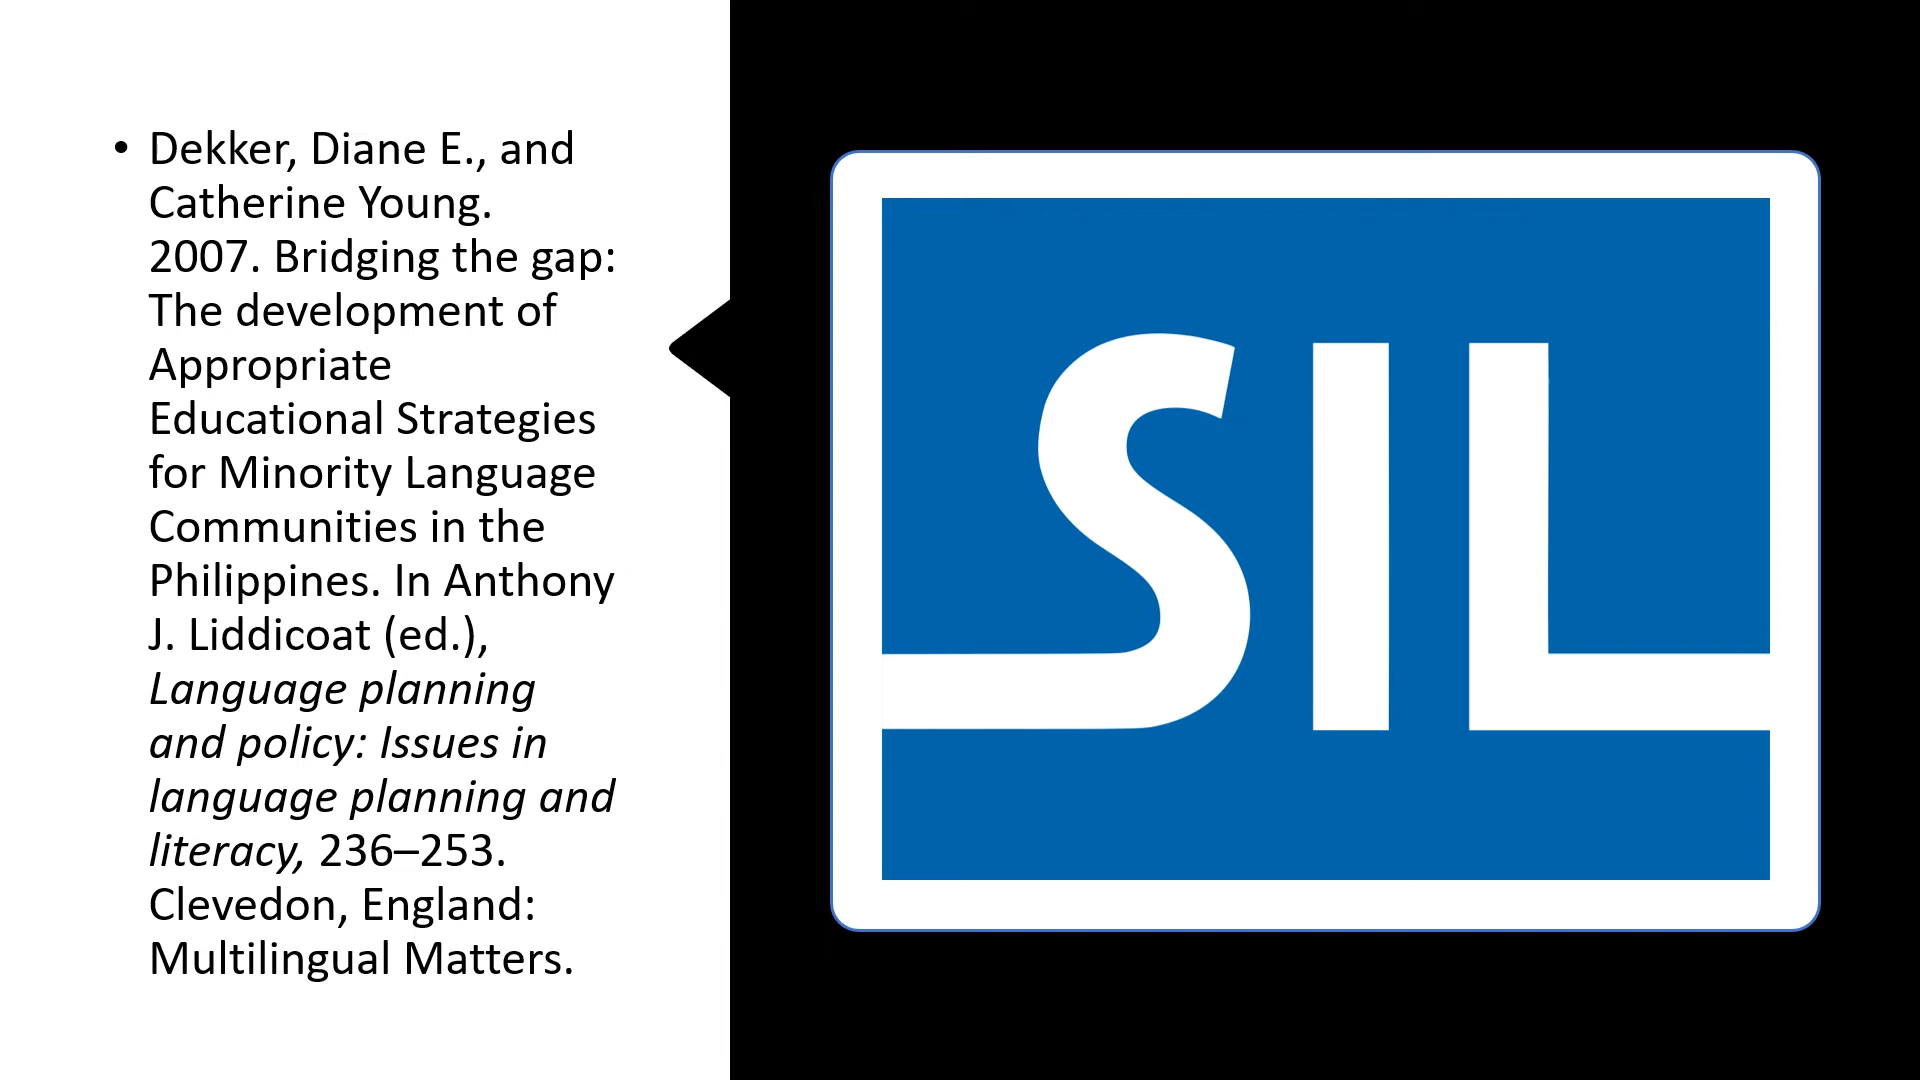 • Dekker, Diane E., and
Catherine Young.
2007. Bridging the gap:
The development of
Appropriate
Educational Strategies
for Minority Language
Communities in the
Philippines. In Anthony
J. Liddicoat (ed.),
Language planning
and policy: Issues in
language planning and
literacy, 236–253.
Clevedon, England:
Multilingual Matters.
SIL